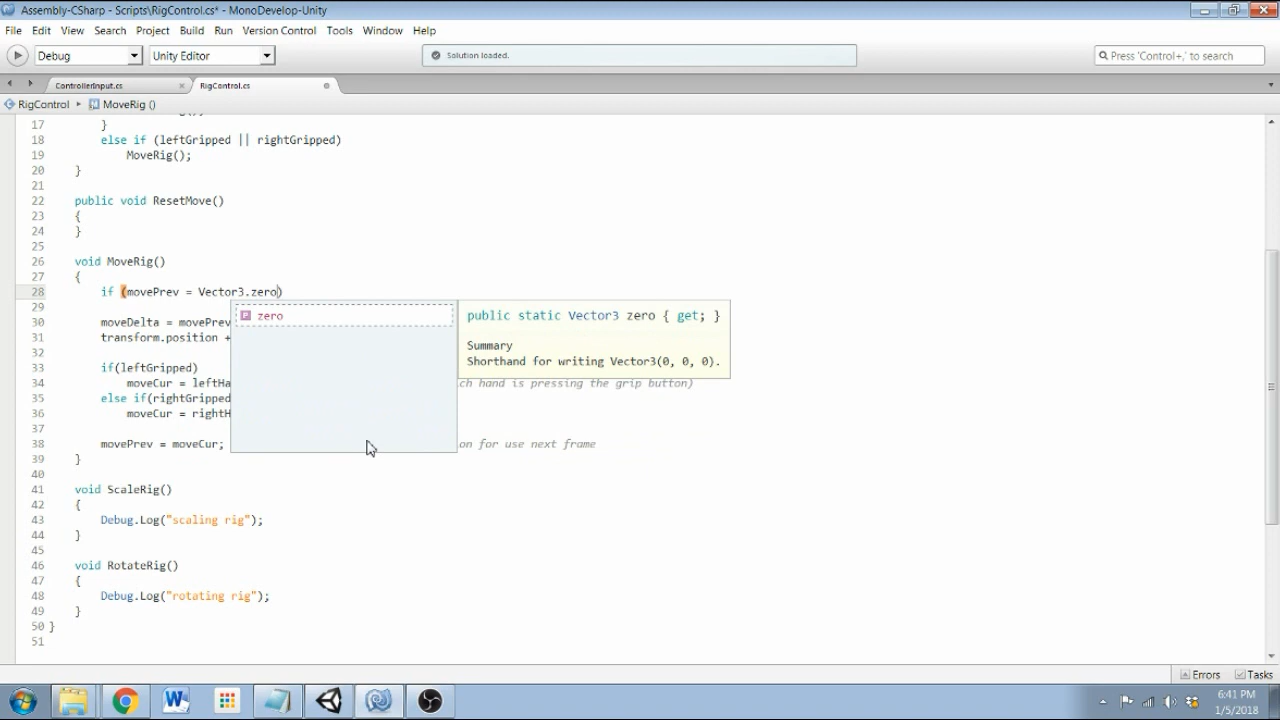 Assembly-CSharp - Scripts\RigControl.cs* - MonoDevelop-Unity
File Edit View Search Project Build Run Version Control Tools Window Help
Debug Unity Editor Solution loaded. Press 'Control+,' to search
ControllerInput.cs RigControl.cs
RigControl MoveRig ()
17 }
18 else if (leftGripped || rightGripped)
19 MoveRig();
20 }
21
22 public void ResetMove()
23 {
24 }
25
26 void MoveRig()
27 {
28 if (movePrev = Vector3.zero)
29 zero public static Vector3 zero { get; }
30 moveDelta = movePrev
31 transform.position +
Summary
Shorthand for writing Vector3(0, 0, 0).
32
33 if(leftGripped)
34 moveCur = leftHa ch hand is pressing the grip button)
35 else if(rightGripped
36 moveCur = rightH
37
38 movePrev = moveCur; on for use next frame
39 }
40
41 void ScaleRig()
42 {
43 Debug.Log("scaling rig");
44 }
45
46 void RotateRig()
47 {
48 Debug.Log("rotating rig");
49 }
50 }
51
Errors Tasks
6:41 PM
1/5/2018